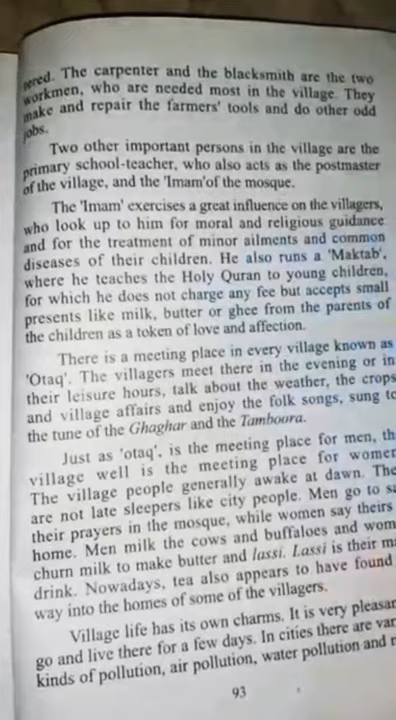 ered. The carpenter and the blacksmith are the two
workmen, who are needed most in the village. They
make and repair the farmers' tools and do other odd
jobs.
Two other important persons in the village are the
primary school-teacher, who also acts as the postmaster
of the village, and the 'Imam'of the mosque.
The 'Imam' exercises a great influence on the villagers,
who look up to him for moral and religious guidance
and for the treatment of minor ailments and common
diseases of their children. He also runs a 'Maktab',
where he teaches the Holy Quran to young children,
for which he does not charge any fee but accepts small
presents like milk, butter or ghee from the parents of
the children as a token of love and affection.
There is a meeting place in every village known as
'Otaq'. The villagers meet there in the evening or in
their leisure hours, talk about the weather, the crops
and village affairs and enjoy the folk songs, sung to
the tune of the Ghaghar and the Tamboora.
Just as 'otaq', is the meeting place for men, th
village well is the meeting place for women
The village people generally awake at dawn. The
are not late sleepers like city people. Men go to sa
their prayers in the mosque, while women say theirs
home. Men milk the cows and buffaloes and wom
churn milk to make butter and lassi. Lassi is their ma
drink. Nowadays, tea also appears to have found
way into the homes of some of the villagers.
Village life has its own charms. It is very pleasan
go and live there for a few days. In cities there are var
kinds of pollution, air pollution, water pollution and n
93